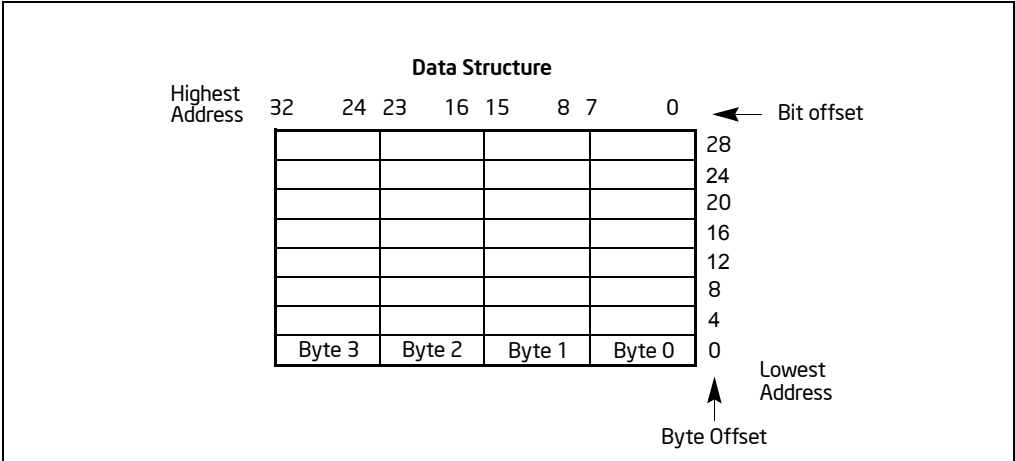 Data Structure
Highest
Address
32 24 23 16 15 8 7 0
Bit offset
28
24
20
16
12
8
4
Byte 3 Byte 2 Byte 1 Byte 0 0
Lowest
Address
Byte Offset